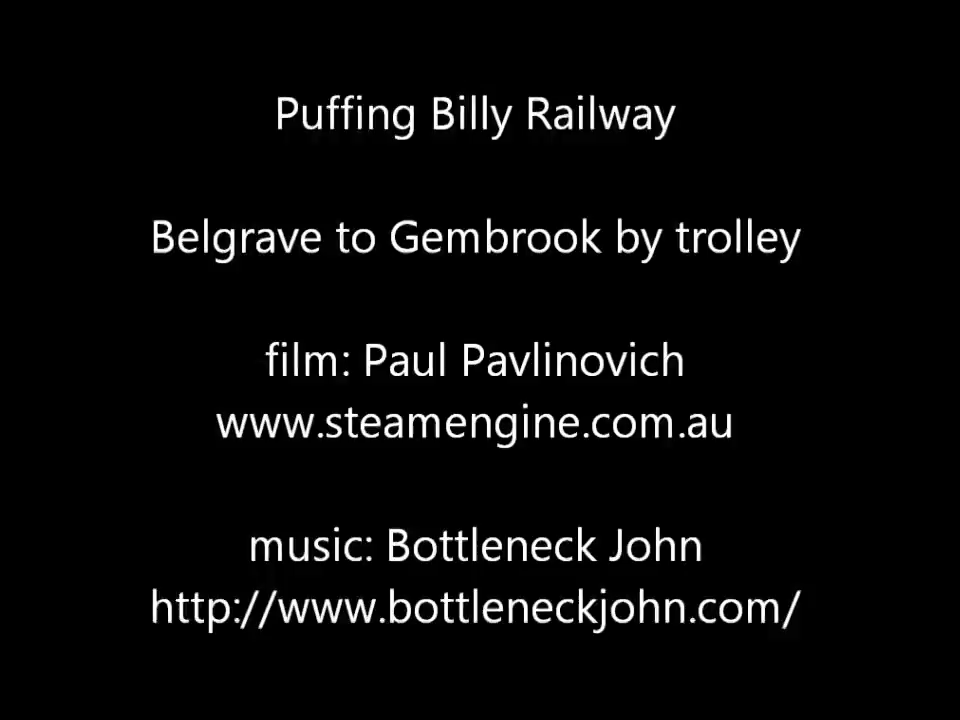 Puffing Billy Railway
Belgrave to Gembrook by trolley
film: Paul Pavlinovich
www.steamengine.com.au
music: Bottleneck John
http://www.bottleneckjohn.com/